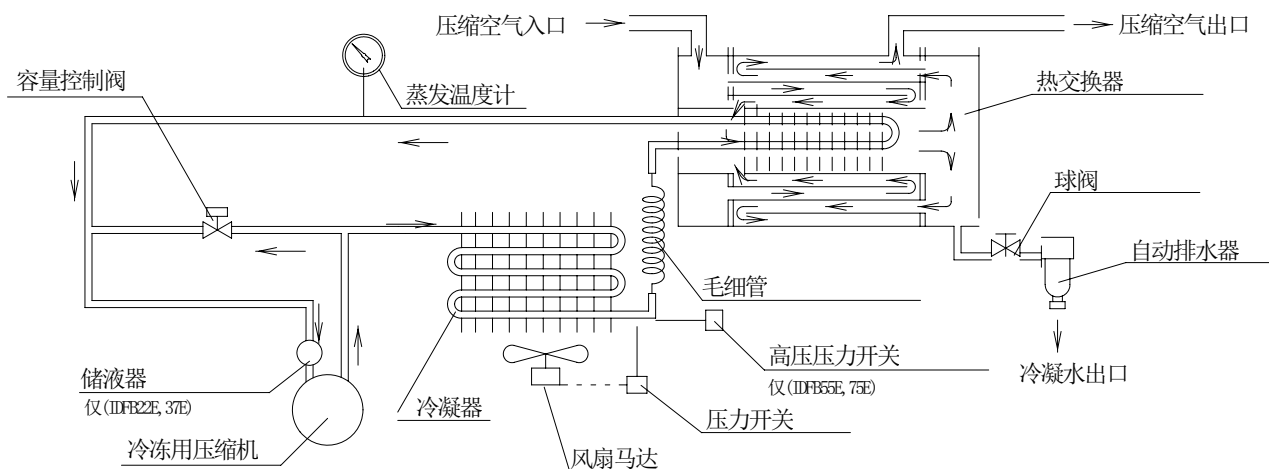 压缩空气入口
压缩空气出口
容量控制阀
蒸发温度计
热交换器
球阀
自动排水器
毛细管
高压压力开关
仅(IDFB55E, 75E)
冷凝水出口
储液器
仅(IDFB22E, 37E)
冷凝器
压力开关
冷冻用压缩机
风扇马达